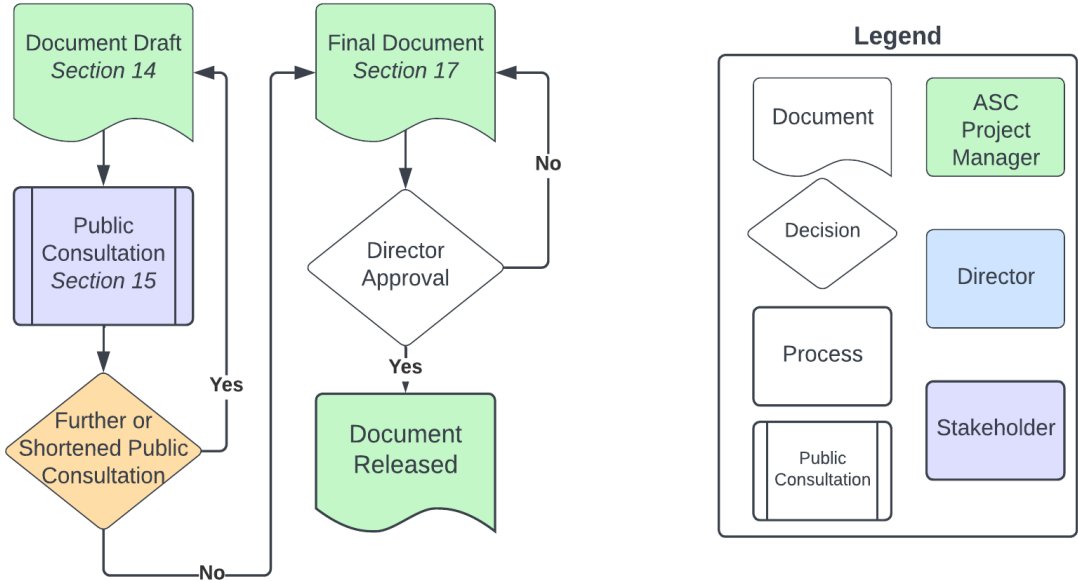 Document Draft
Section 14
Public
Consultation
Section 15
Further or
Shortened Public
Consultation
Yes
No
Final Document
Section 17
No
Director
Approval
Yes
Document
Released
Legend
Document
Decision
Process
Public
Consultation
ASC
Project
Manager
Director
Stakeholder